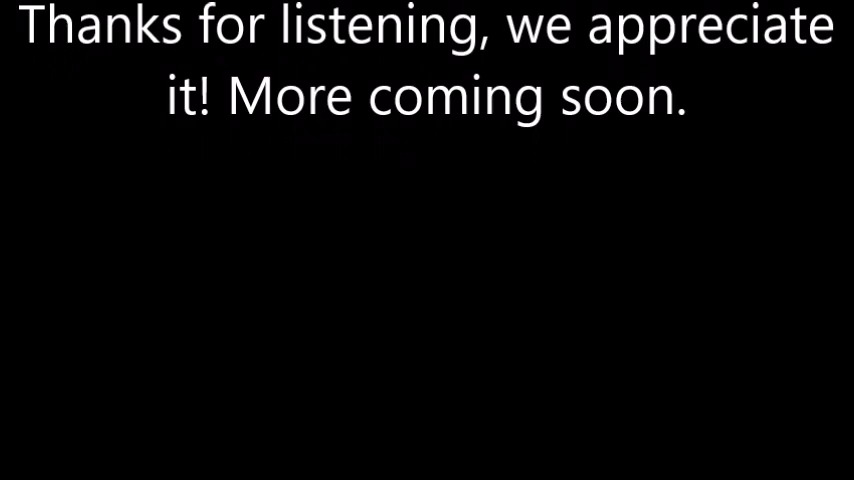 Thanks for listening, we appreciate
it! More coming soon.